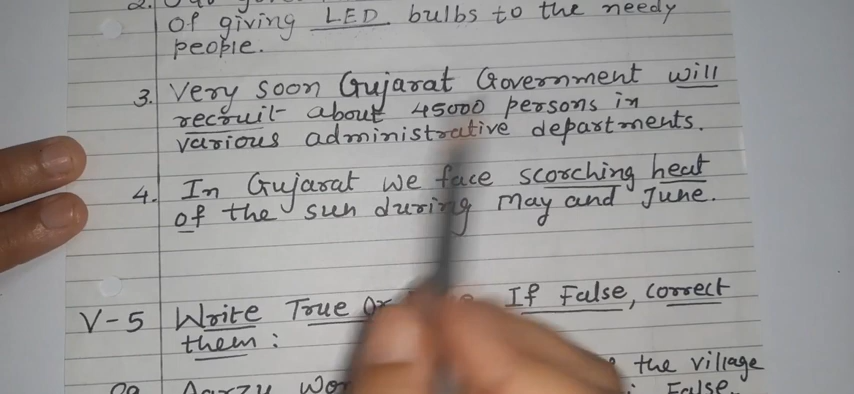 2.
of giving LED bulbs to the needy
people.
3. Very soon Gujarat Government will
recruit about 45000 persons in
various administrative departments.
4. In Gujarat we face scorching heat
of the sun during May and June.
V-5 Write True Or If False, correct
them:
the village
False.